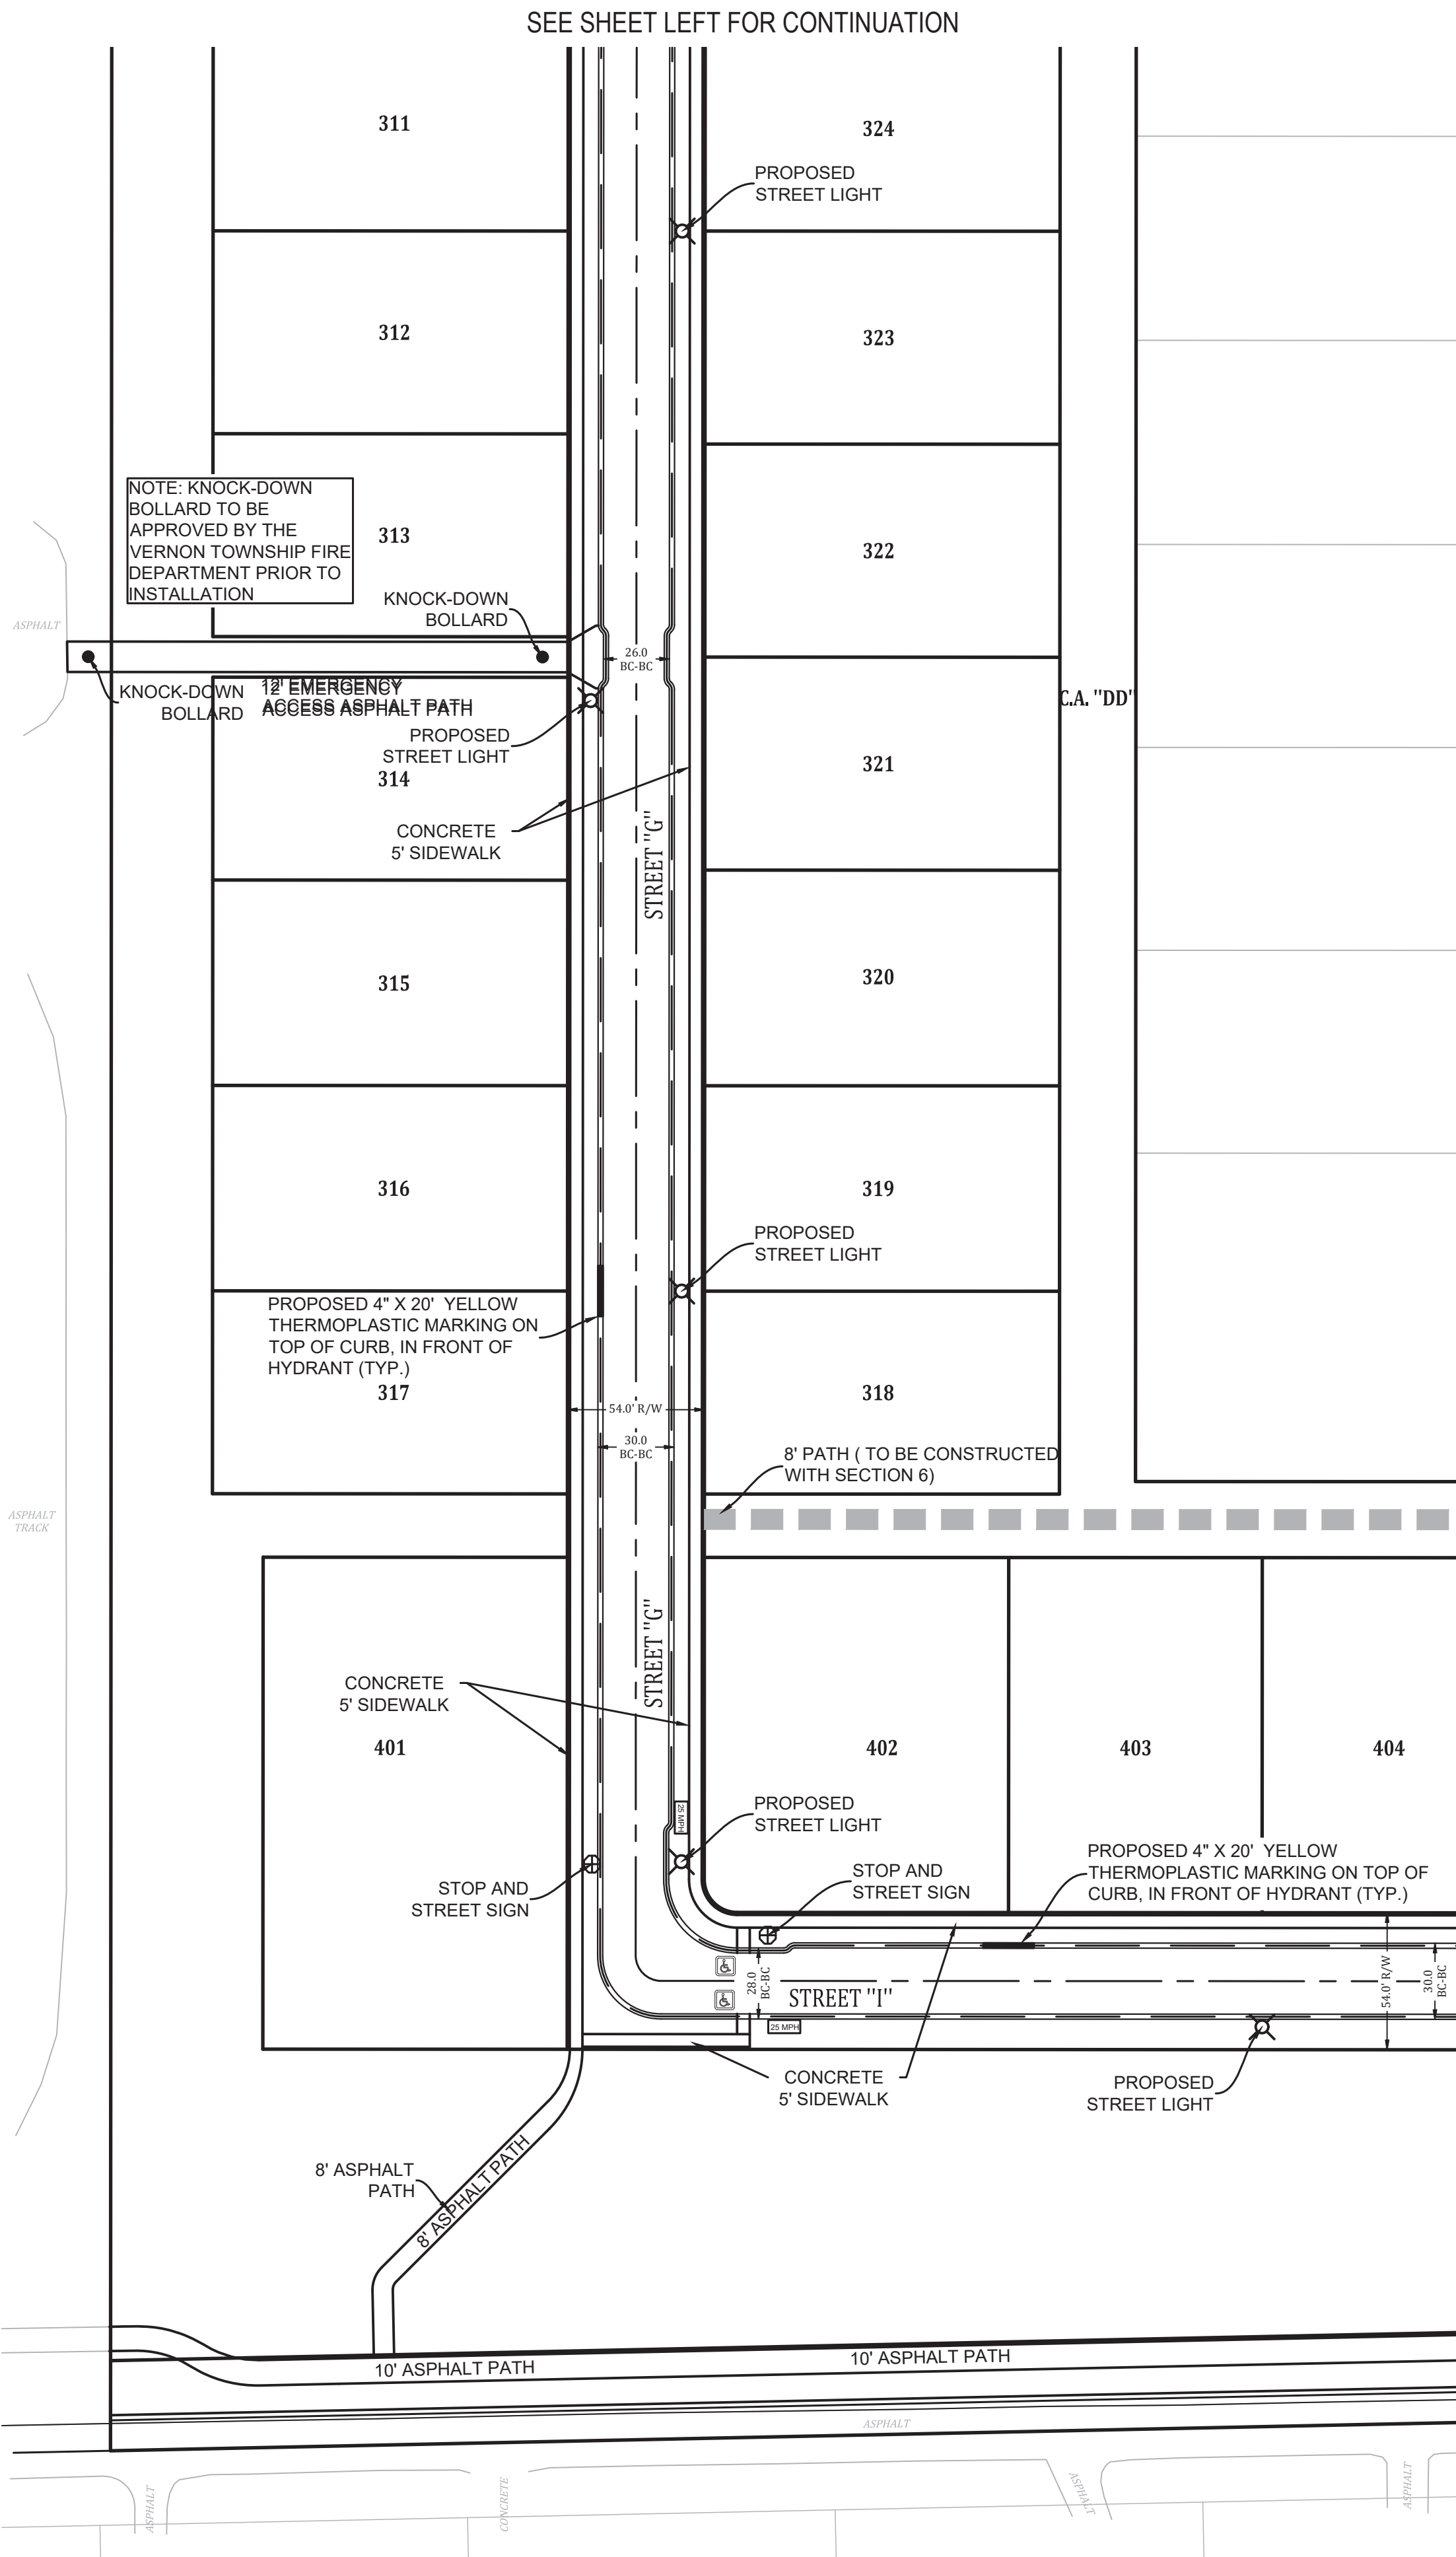 SEE SHEET LEFT FOR CONTINUATION
311
324
PROPOSED
STREET LIGHT
312
323
NOTE: KNOCK-DOWN
BOLLARD TO BE
APPROVED BY THE
VERNON TOWNSHIP FIRE
DEPARTMENT PRIOR TO
INSTALLATION
313
322
KNOCK-DOWN
BOLLARD
ASPHALT
26.0
BC-BC
KNOCK-DOWN
BOLLARD
12' EMERGENCY
ACCESS ASPHALT PATH
12' EMERGENCY
ACCESS ASPHALT PATH
C.A. "DD"
PROPOSED
STREET LIGHT
314
321
CONCRETE
5' SIDEWALK
STREET "G"
315
320
316
319
PROPOSED
STREET LIGHT
PROPOSED 4" X 20' YELLOW
THERMOPLASTIC MARKING ON
TOP OF CURB, IN FRONT OF
HYDRANT (TYP.)
317
318
54.0' R/W
30.0
BC-BC
8' PATH ( TO BE CONSTRUCTED
WITH SECTION 6)
ASPHALT
TRACK
STREET "G"
CONCRETE
5' SIDEWALK
401
402
403
404
25 MPH
PROPOSED
STREET LIGHT
STOP AND
STREET SIGN
STOP AND
STREET SIGN
PROPOSED 4" X 20' YELLOW
THERMOPLASTIC MARKING ON TOP OF
CURB, IN FRONT OF HYDRANT (TYP.)
28.0
BC-BC
STREET "I"
54.0' R/W
30.0
BC-BC
25 MPH
CONCRETE
5' SIDEWALK
PROPOSED
STREET LIGHT
8' ASPHALT
PATH
8' ASPHALT PATH
10' ASPHALT PATH
10' ASPHALT PATH
ASPHALT
ASPHALT
CONCRETE
ASPHALT
ASPHALT